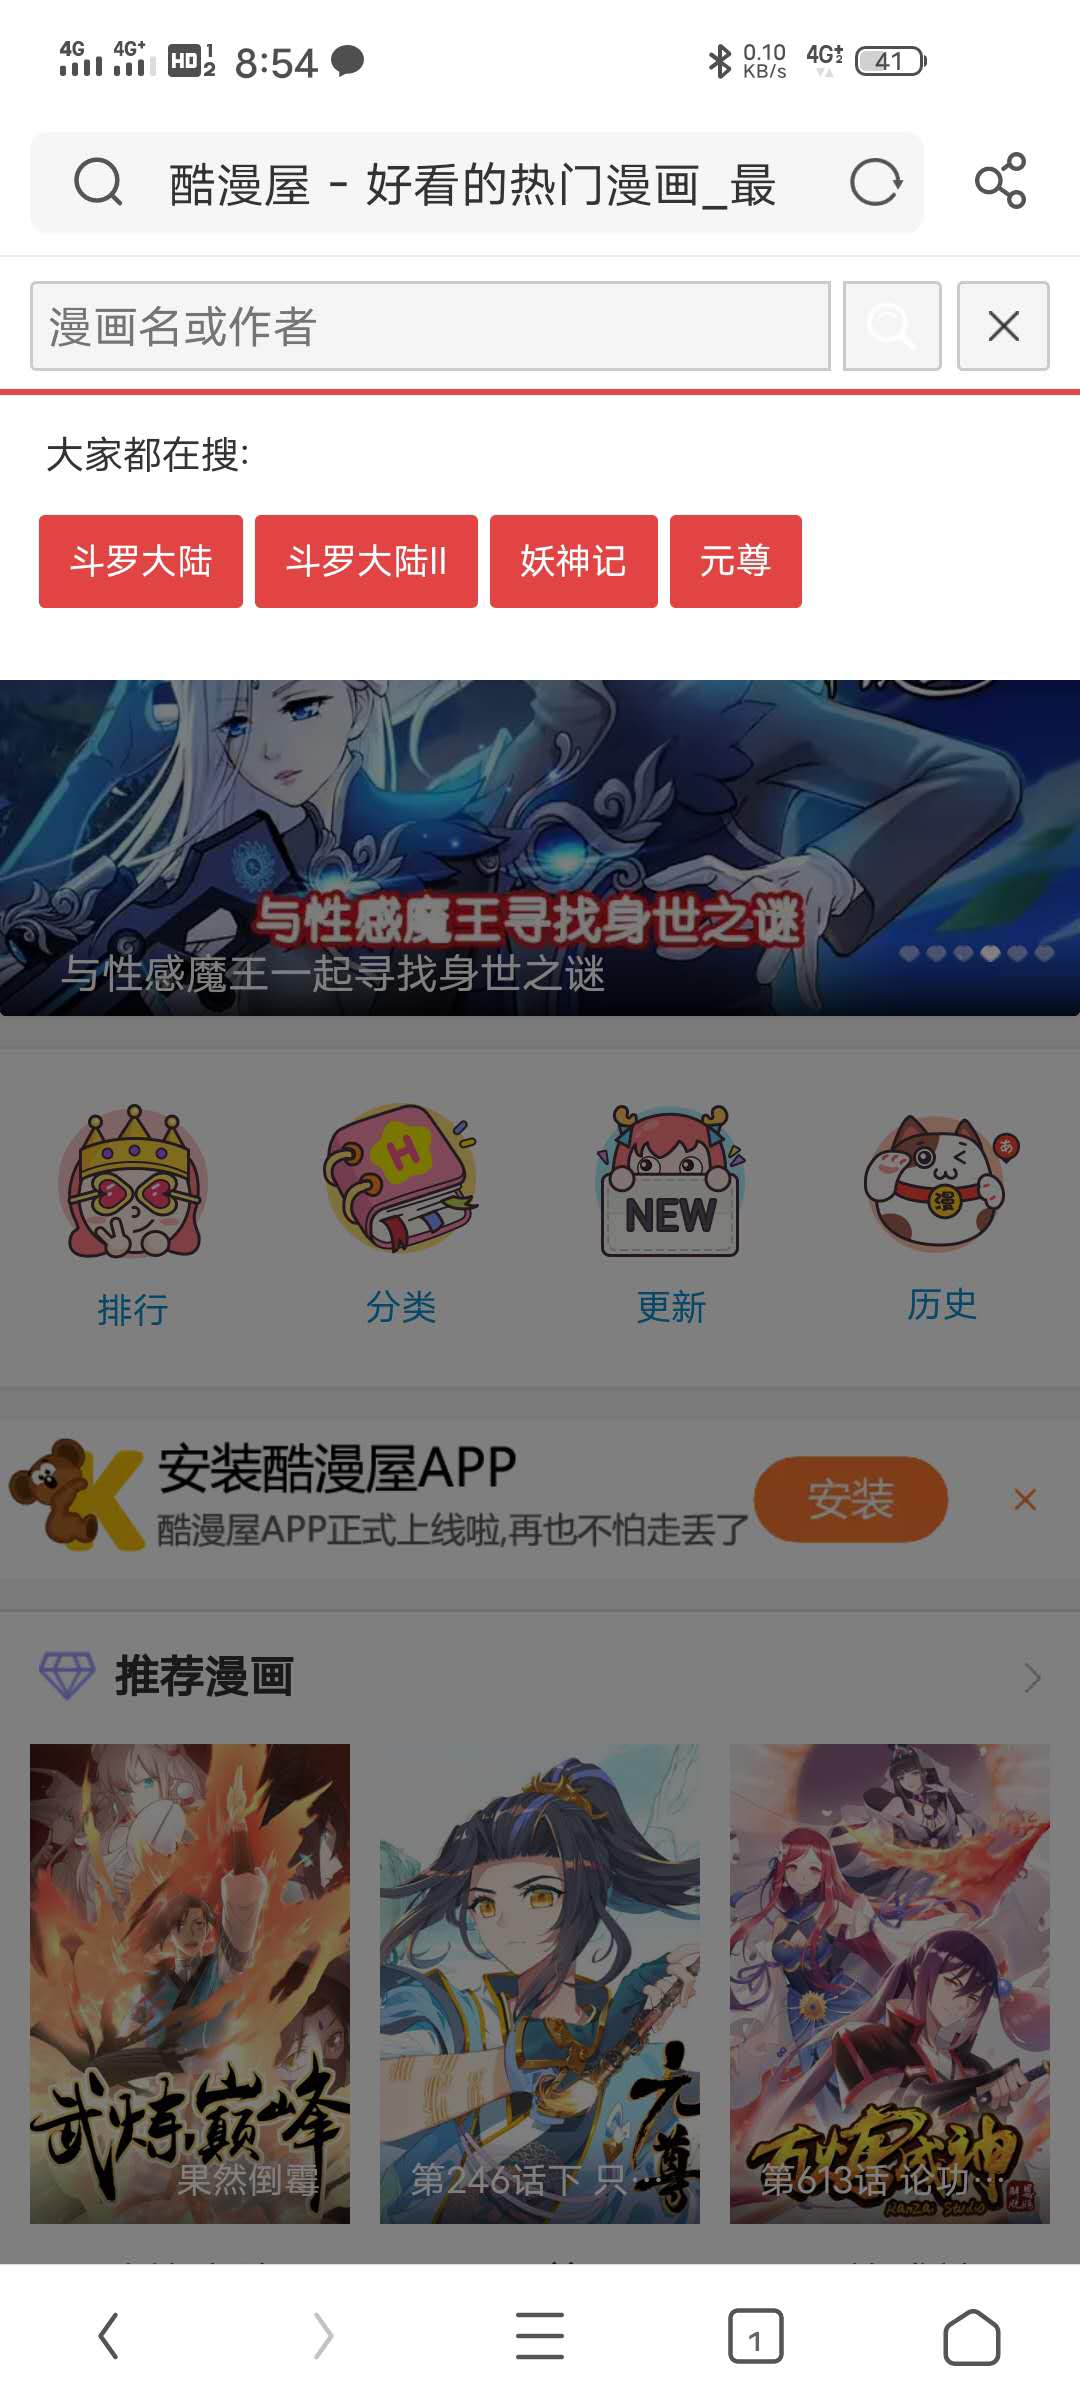 4G 4G+ HD 1 2 8:54 0.10 KB/s 4G+ 2 41
酷漫屋 - 好看的热门漫画_最
漫画名或作者
大家都在搜:
斗罗大陆 斗罗大陆II 妖神记 元尊
与性感魔王寻找身世之谜
与性感魔王一起寻找身世之谜
H NEW あ 漫
排行 分类 更新 历史
K 安装酷漫屋APP
酷漫屋APP正式上线啦,再也不怕走丢了
安装
推荐漫画
武炼巅峰 元尊 百炼成神
果然倒霉 第246话下 只… 第613话 论功…
Kanzai Studio
1